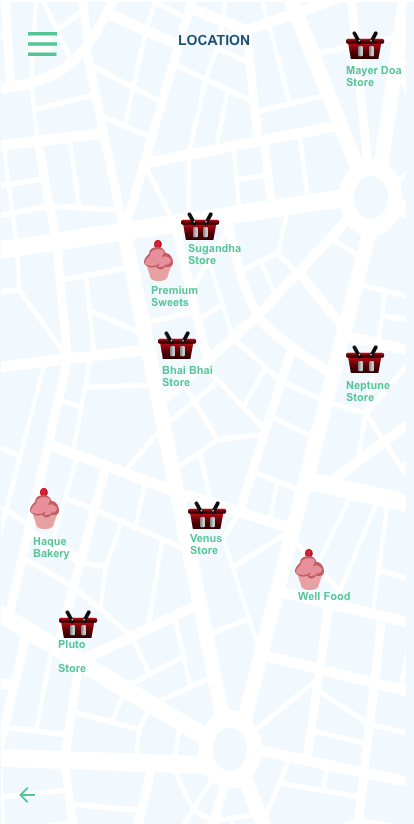 LOCATION
Mayer Doa
Store
Sugandha
Store
Premium
Sweets
Bhai Bhai
Store
Neptune
Store
Haque
Bakery
Venus
Store
Well Food
Pluto
Store